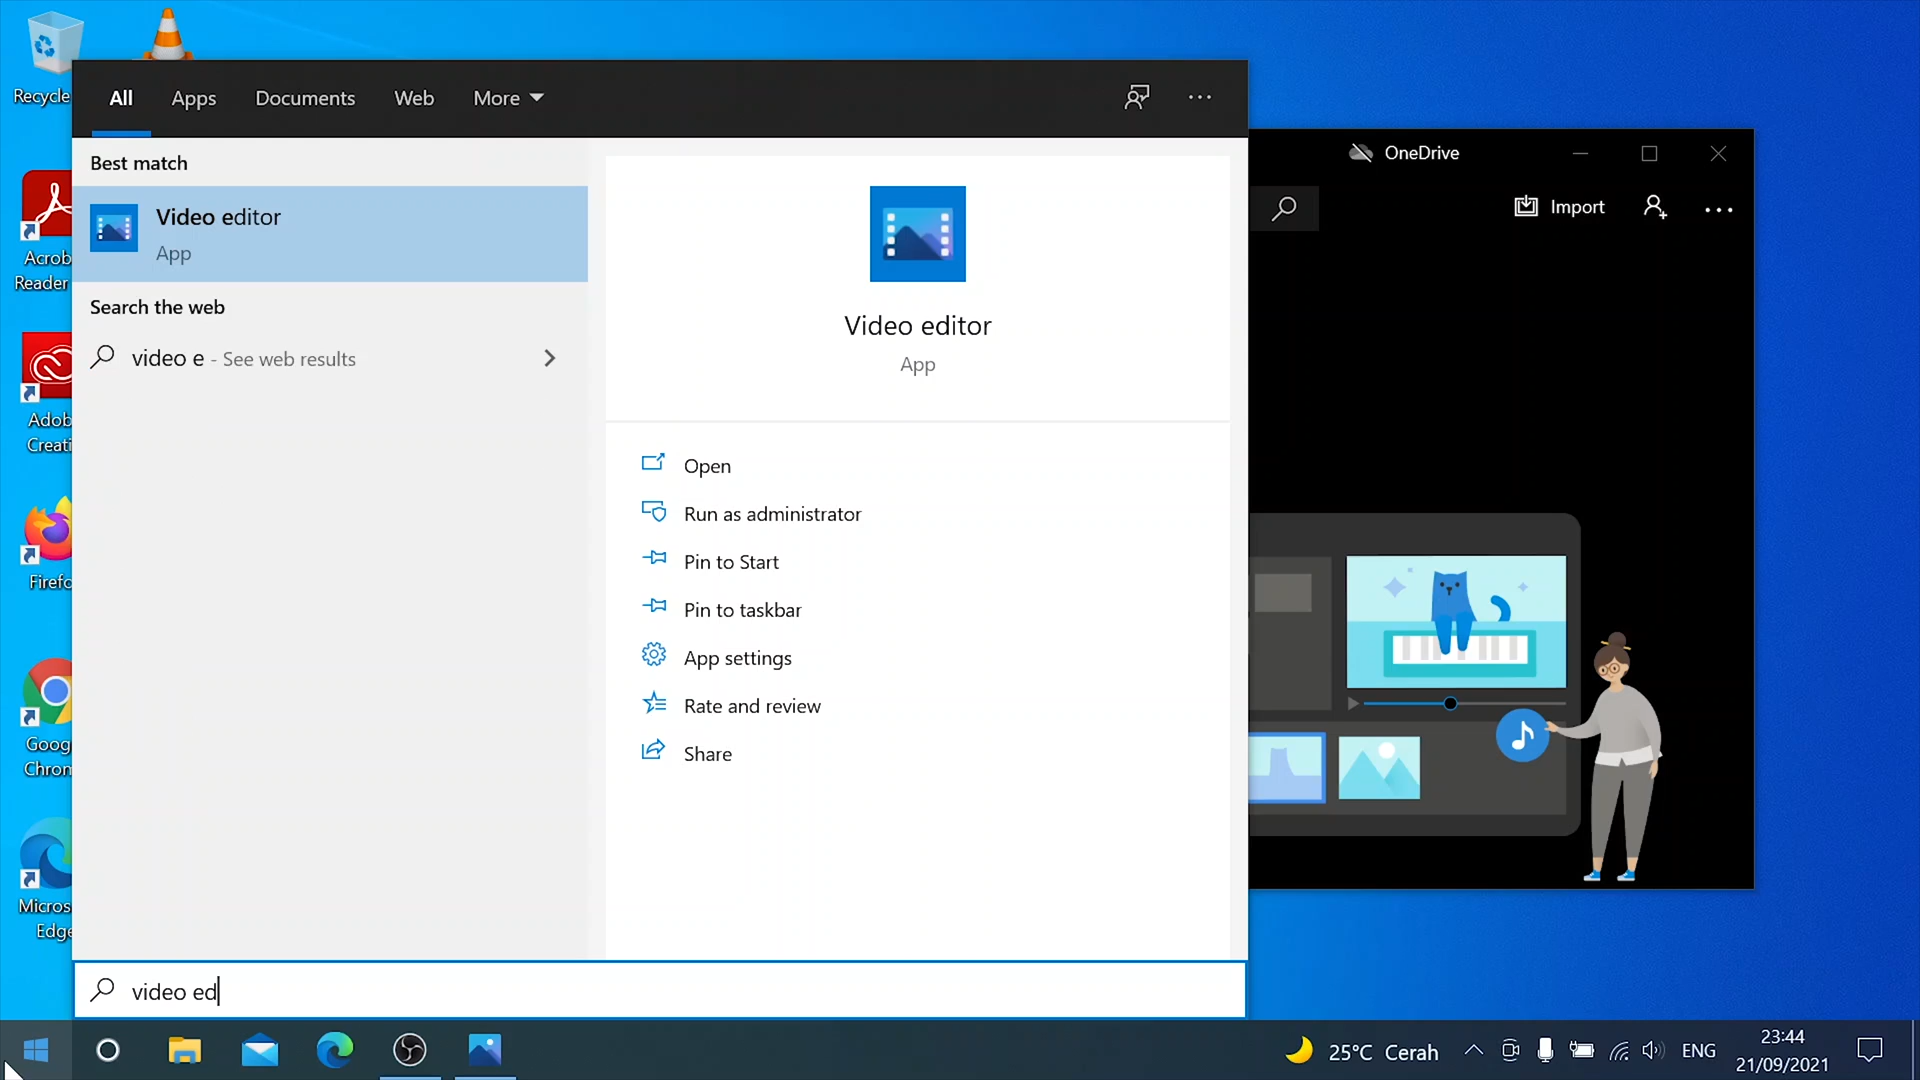 Recycle
All Apps Documents Web More
Best match
Video editor
App
Search the web
video e - See web results
Video editor
App
Open
Run as administrator
Pin to Start
Pin to taskbar
App settings
Rate and review
Share
video ed
OneDrive
Import
Acrob
Reader
Adob
Creati
Firefo
Goog
Chrom
Micros
Edge
25°C Cerah
ENG
23:44
21/09/2021